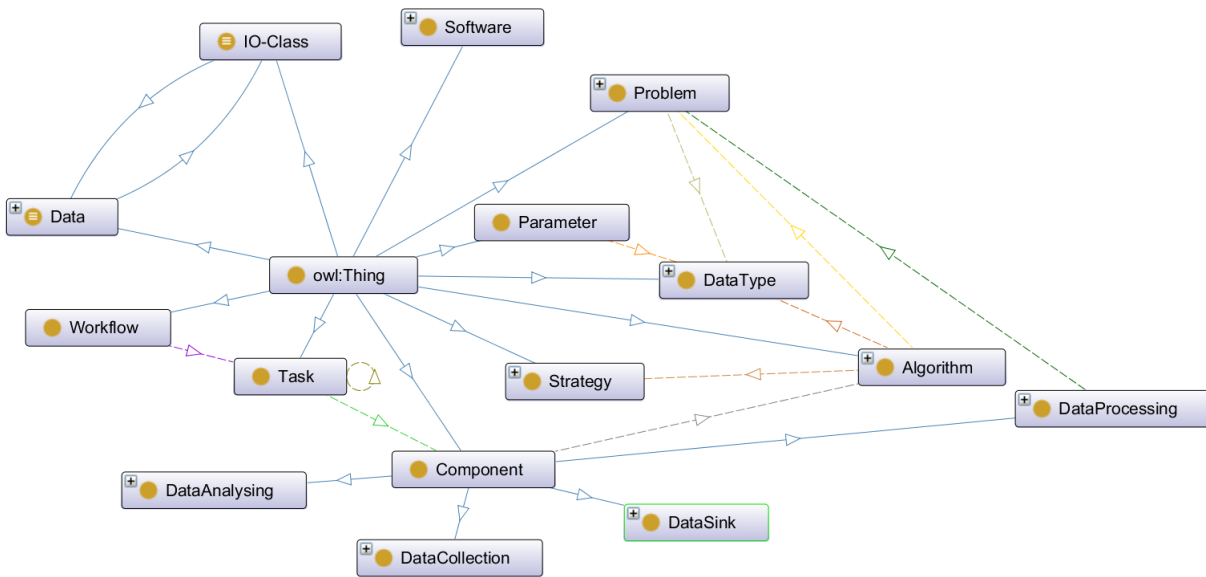 Software
IO-Class
Problem
Data
Parameter
owl:Thing
DataType
Workflow
Task
Strategy
Algorithm
DataProcessing
Component
DataAnalysing
DataSink
DataCollection